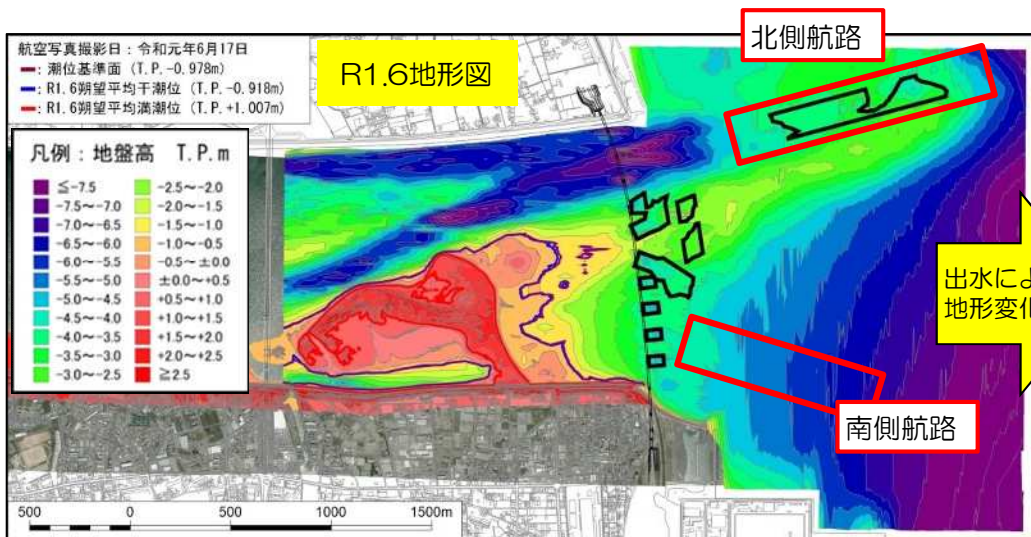 航空写真撮影日：令和元年6月17日
━：潮位基準面（T.P.-0.978m）
━：R1.6朔望平均干潮位（T.P.-0.918m）
━：R1.6朔望平均満潮位（T.P.+1.007m）
R1.6地形図
北側航路
凡例：地盤高　T.P.m
≦-7.5
-7.5～-7.0
-7.0～-6.5
-6.5～-6.0
-6.0～-5.5
-5.5～-5.0
-5.0～-4.5
-4.5～-4.0
-4.0～-3.5
-3.5～-3.0
-3.0～-2.5
-2.5～-2.0
-2.0～-1.5
-1.5～-1.0
-1.0～-0.5
-0.5～±0.0
±0.0～+0.5
+0.5～+1.0
+1.0～+1.5
+1.5～+2.0
+2.0～+2.5
≧2.5
出水によ
地形変化
南側航路
500 0 500 1000 1500m